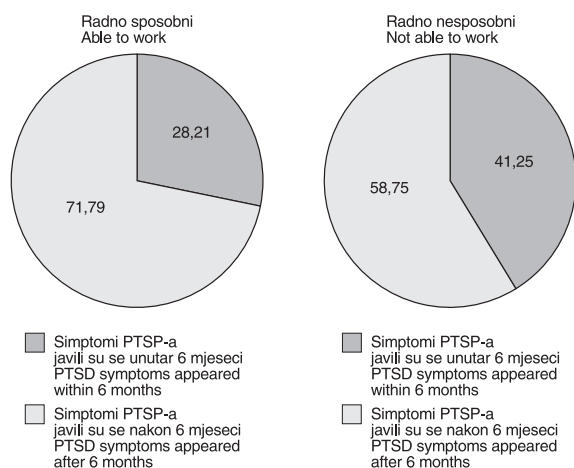 Radno sposobni
Able to work
28,21
71,79
Simptomi PTSP-a
javili su se unutar 6 mjeseci
PTSD symptoms appeared
within 6 months
Simptomi PTSP-a
javili su se nakon 6 mjeseci
PTSD symptoms appeared
after 6 months
Radno nesposobni
Not able to work
41,25
58,75
Simptomi PTSP-a
javili su se unutar 6 mjeseci
PTSD symptoms appeared
within 6 months
Simptomi PTSP-a
javili su se nakon 6 mjeseci
PTSD symptoms appeared
after 6 months